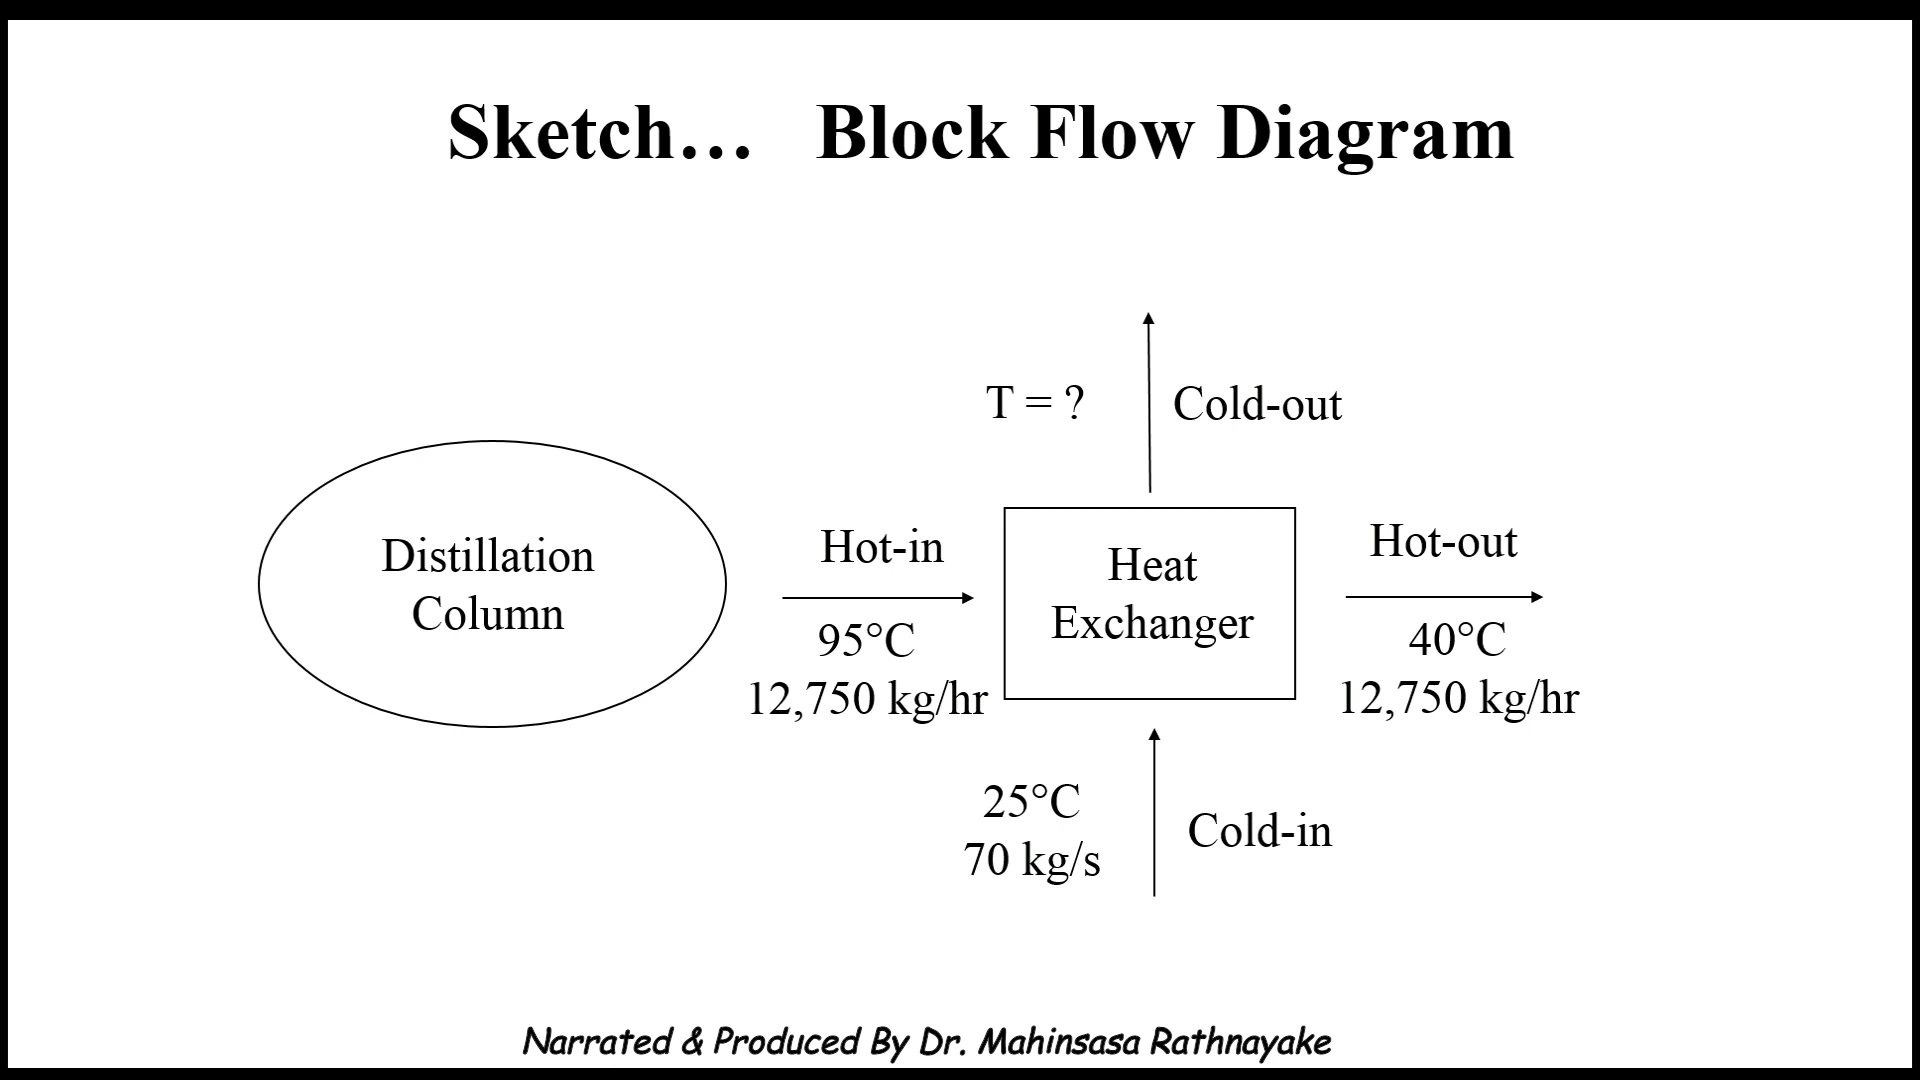 Sketch… Block Flow Diagram
T = ?
Cold-out
Distillation
Column
Hot-in
95°C
12,750 kg/hr
Heat
Exchanger
Hot-out
40°C
12,750 kg/hr
25°C
70 kg/s
Cold-in
Narrated & Produced By Dr. Mahinsasa Rathnayake